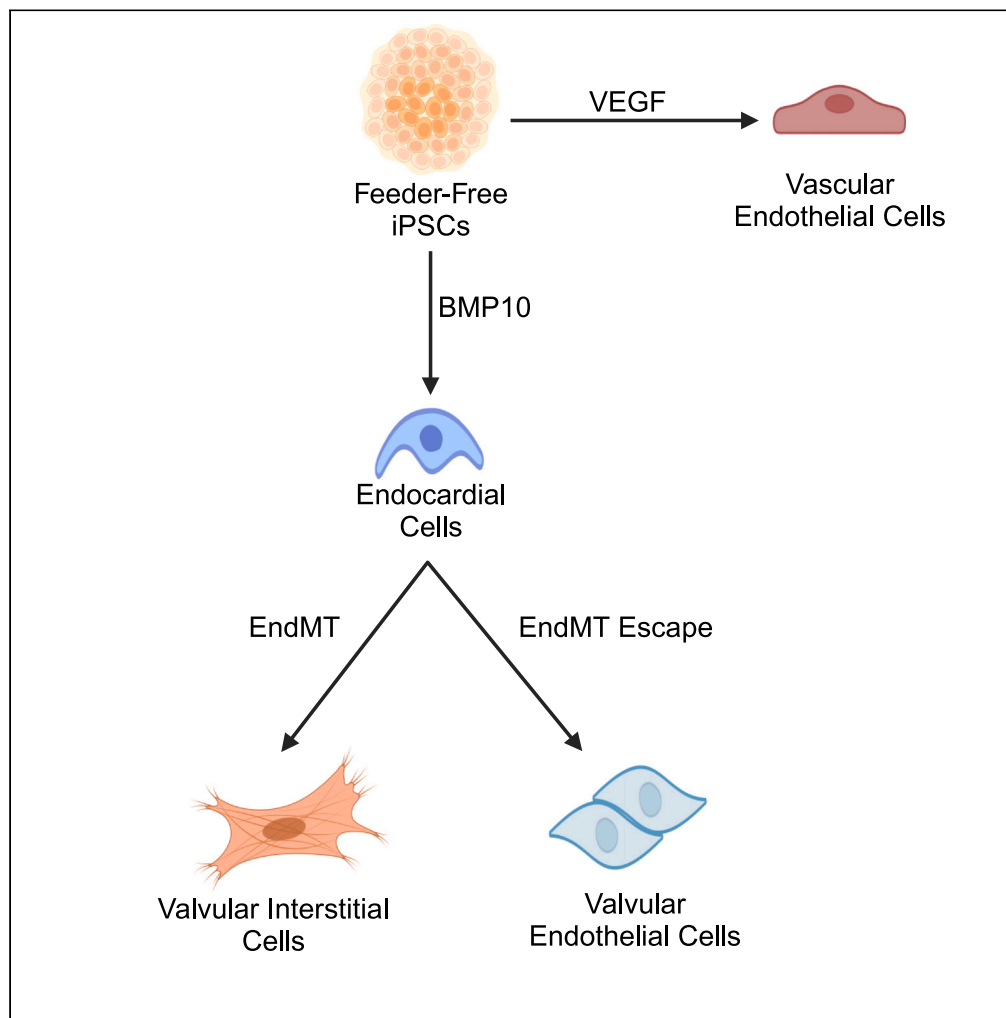 VEGF
Feeder-Free
iPSCs
Vascular
Endothelial Cells
BMP10
Endocardial
Cells
EndMT
EndMT Escape
Valvular Interstitial
Cells
Valvular
Endothelial Cells